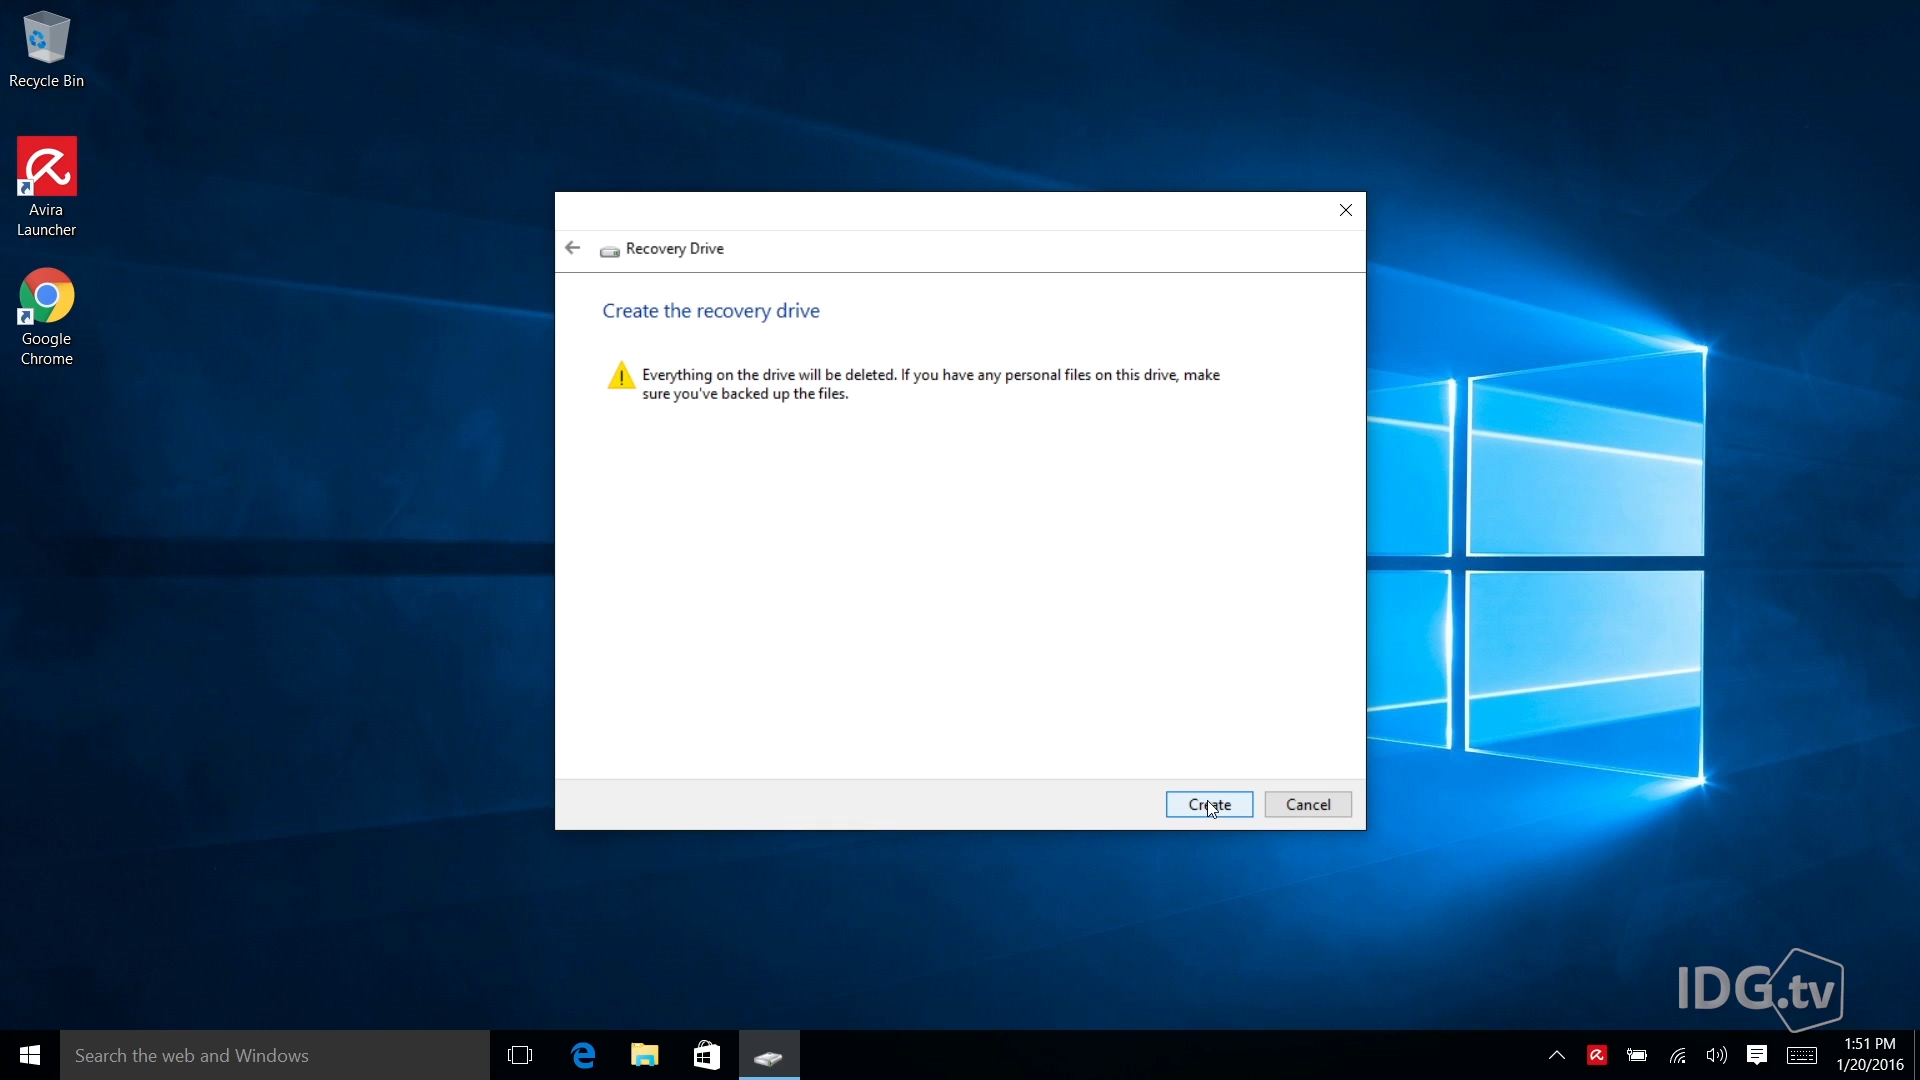 Recycle Bin
Avira
Launcher
Google
Chrome
Recovery Drive
Create the recovery drive
Everything on the drive will be deleted. If you have any personal files on this drive, make
sure you've backed up the files.
Create
Cancel
IDG.tv
Search the web and Windows
1:51 PM
1/20/2016